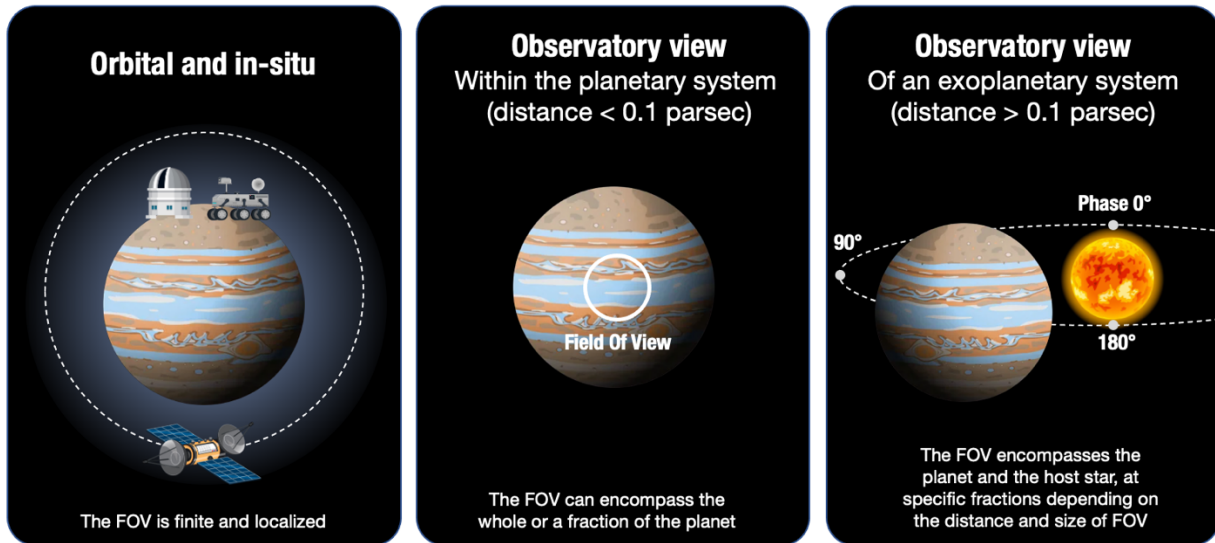 Orbital and in-situ
The FOV is finite and localized
Observatory view
Within the planetary system
(distance < 0.1 parsec)
Field Of View
The FOV can encompass the
whole or a fraction of the planet
Observatory view
Of an exoplanetary system
(distance > 0.1 parsec)
Phase 0°
90°
180°
The FOV encompasses the
planet and the host star, at
specific fractions depending on
the distance and size of FOV